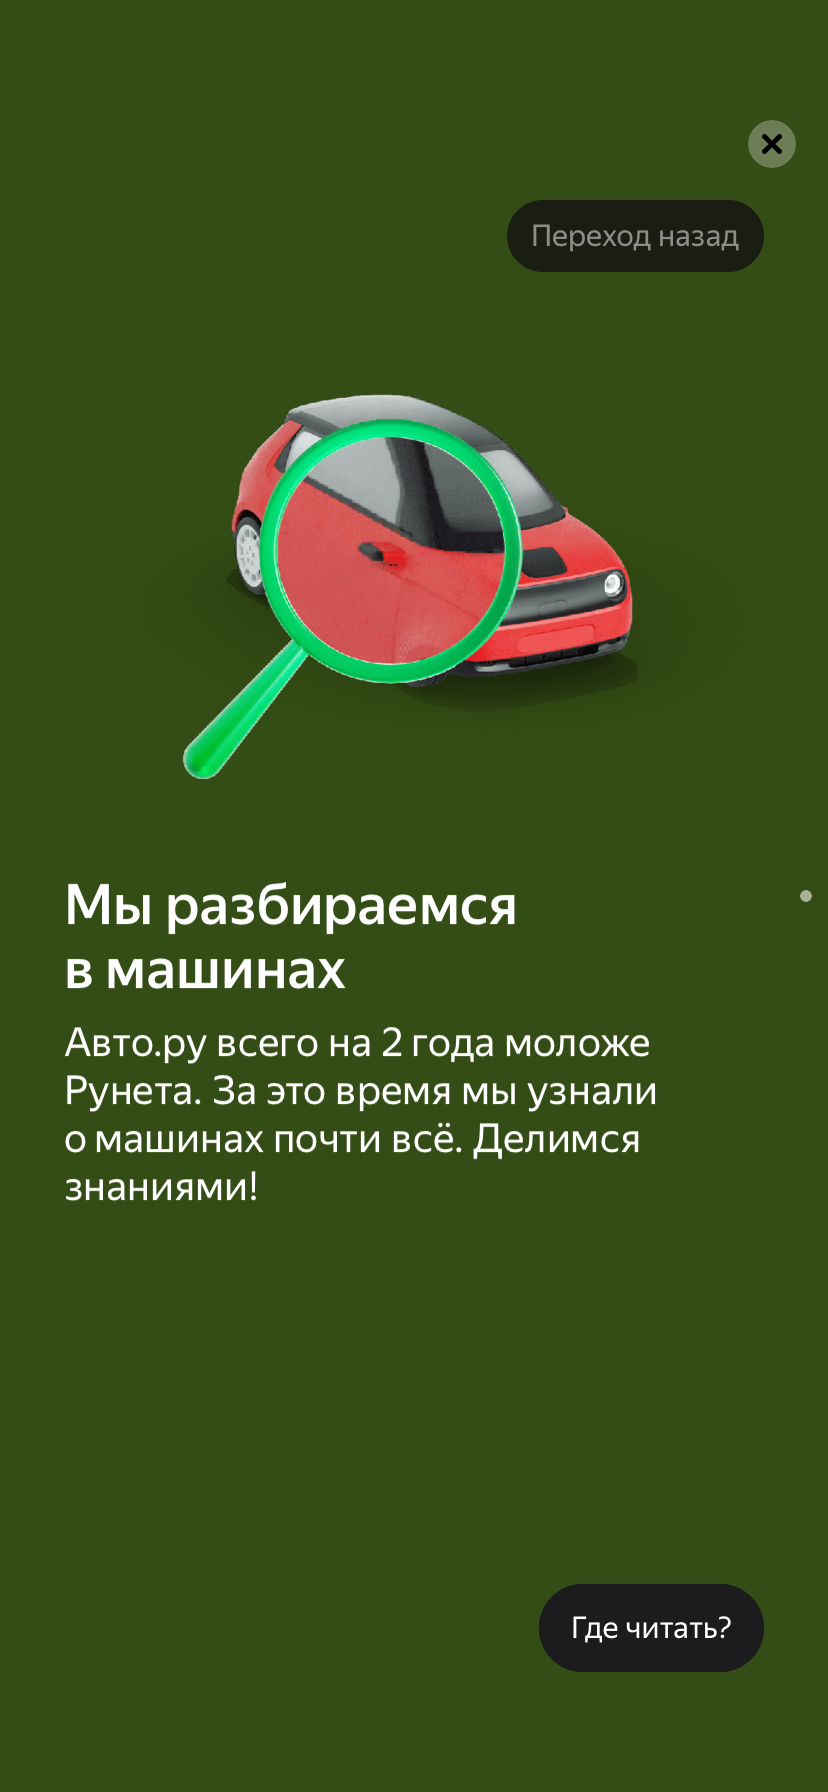 Переход назад
Мы разбираемся
в машинах
Авто.ру всего на 2 года моложе
Рунета. За это время мы узнали
о машинах почти всё. Делимся
знаниями!
Где читать?